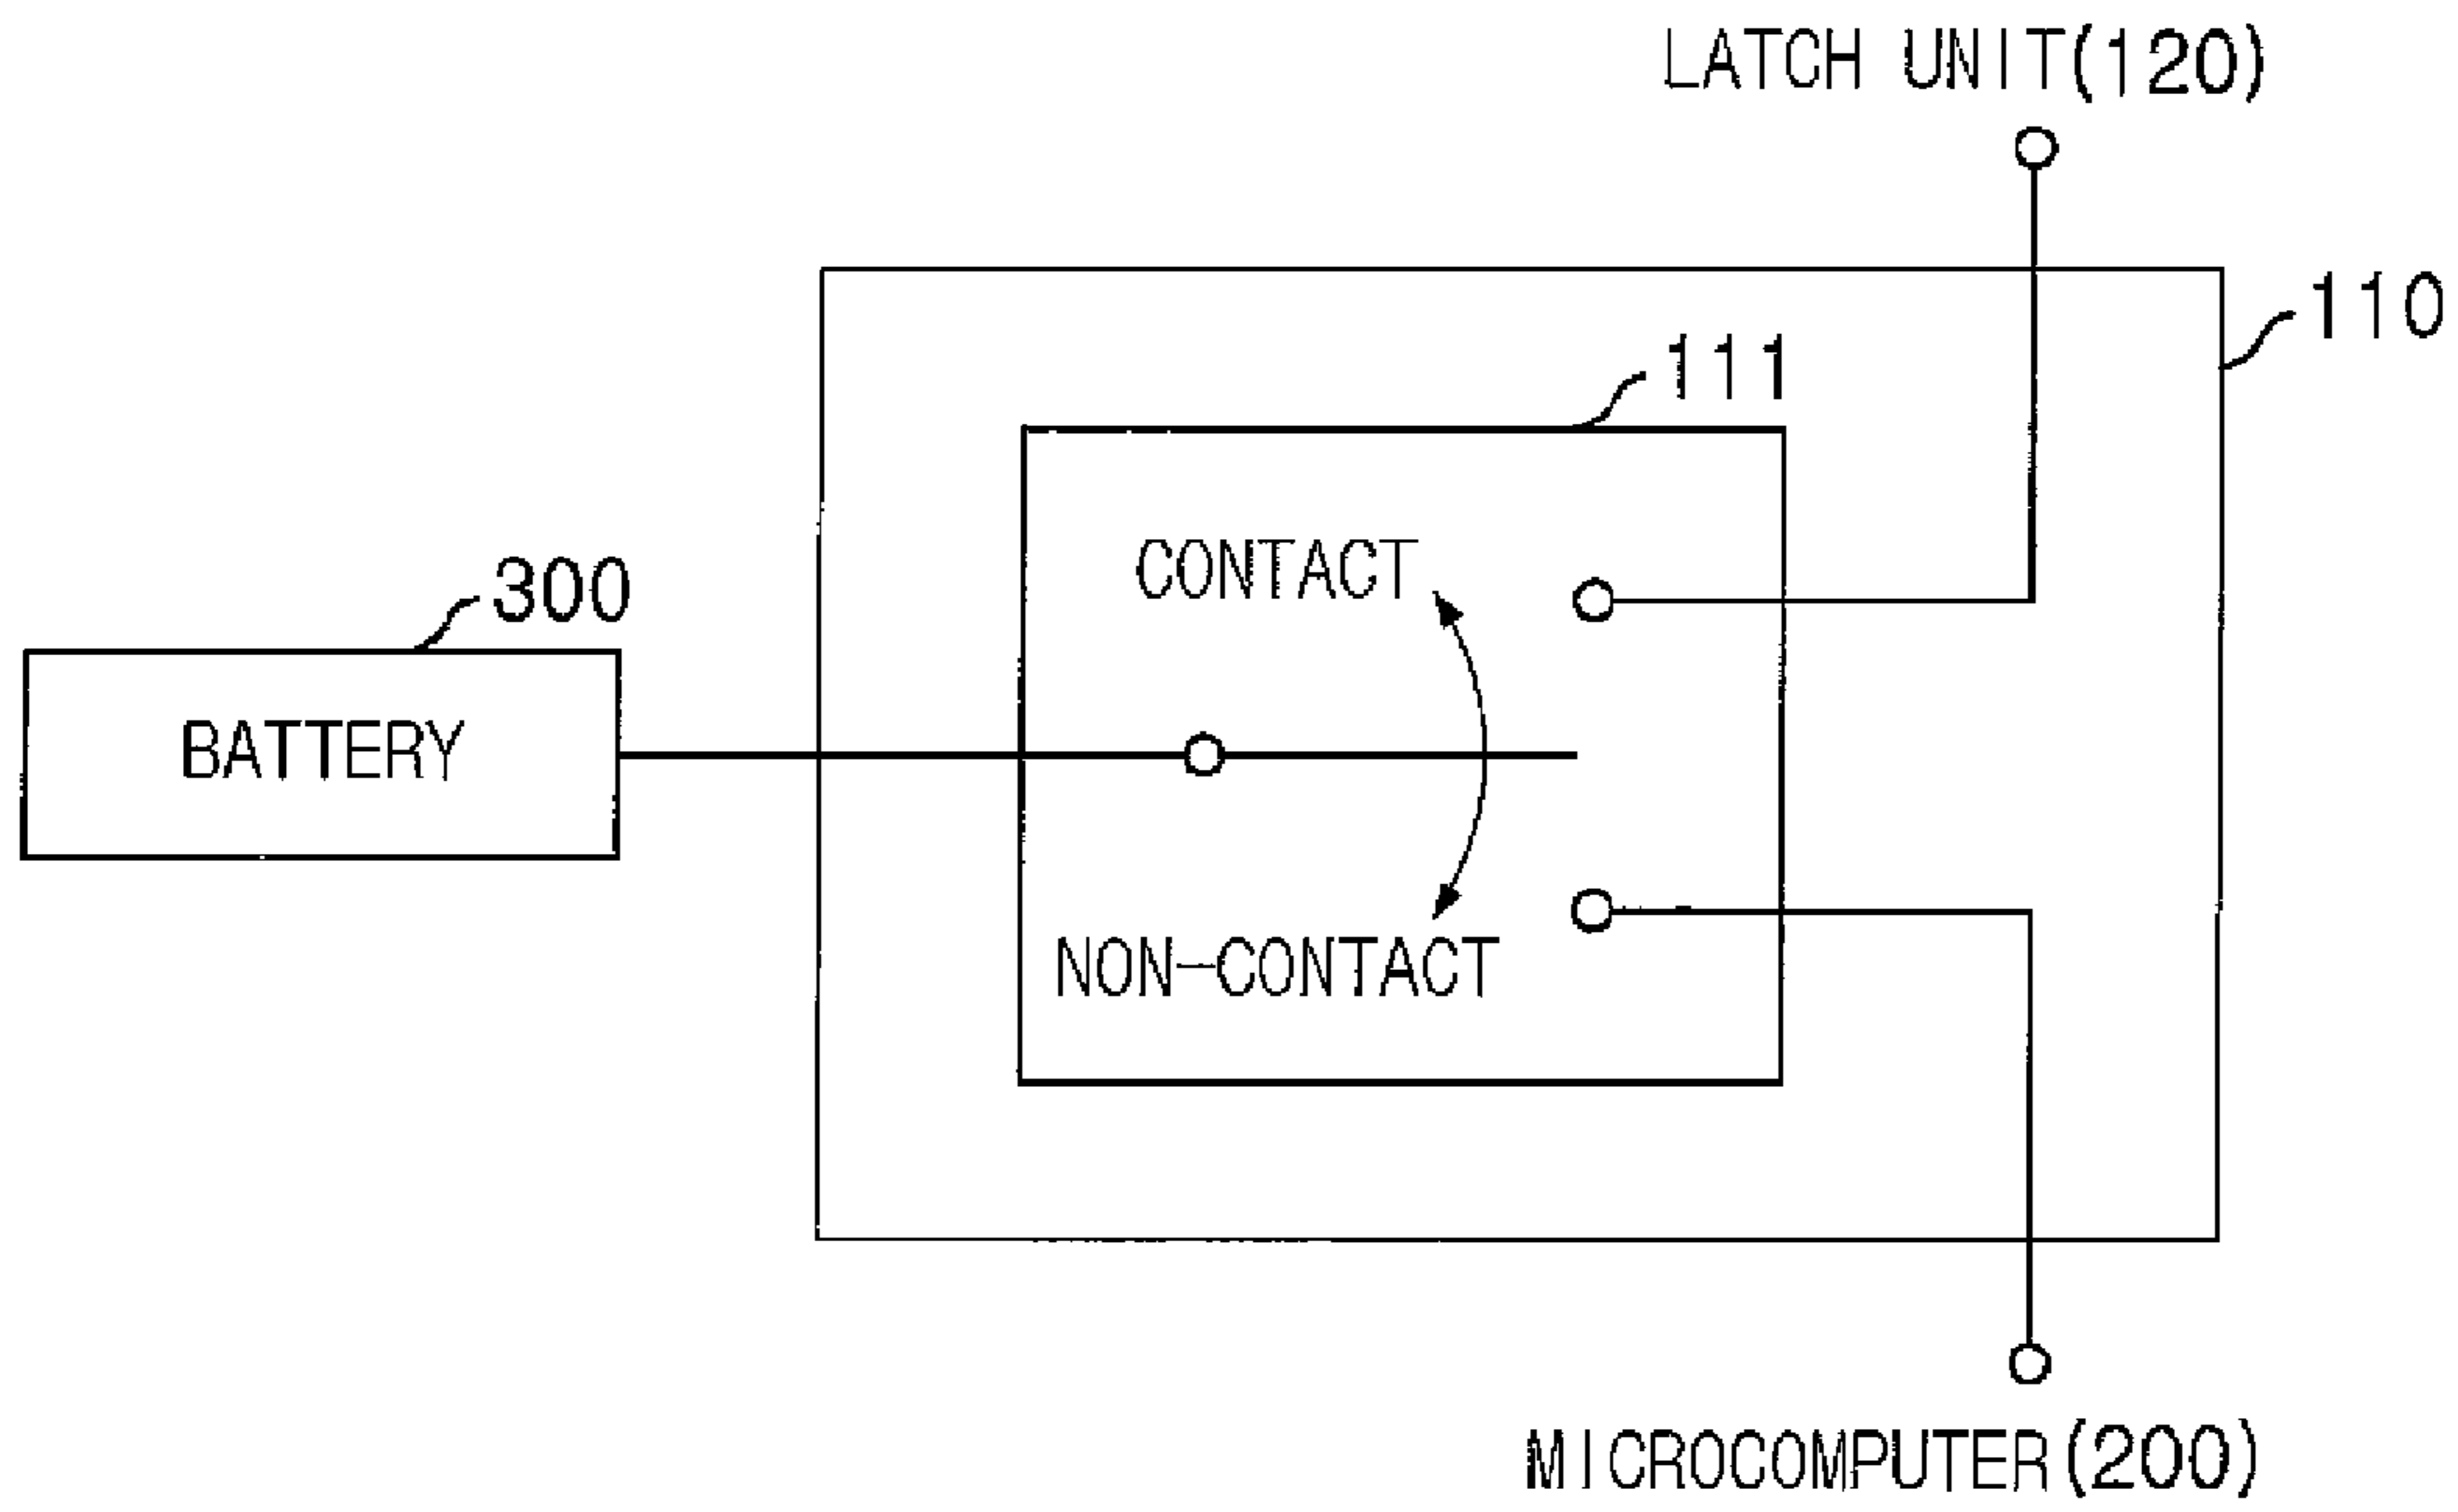 LATCH UNIT(120)
110
111
CONTACT
300
BATTERY
NON-CONTACT
MICROCOMPUTER(200)